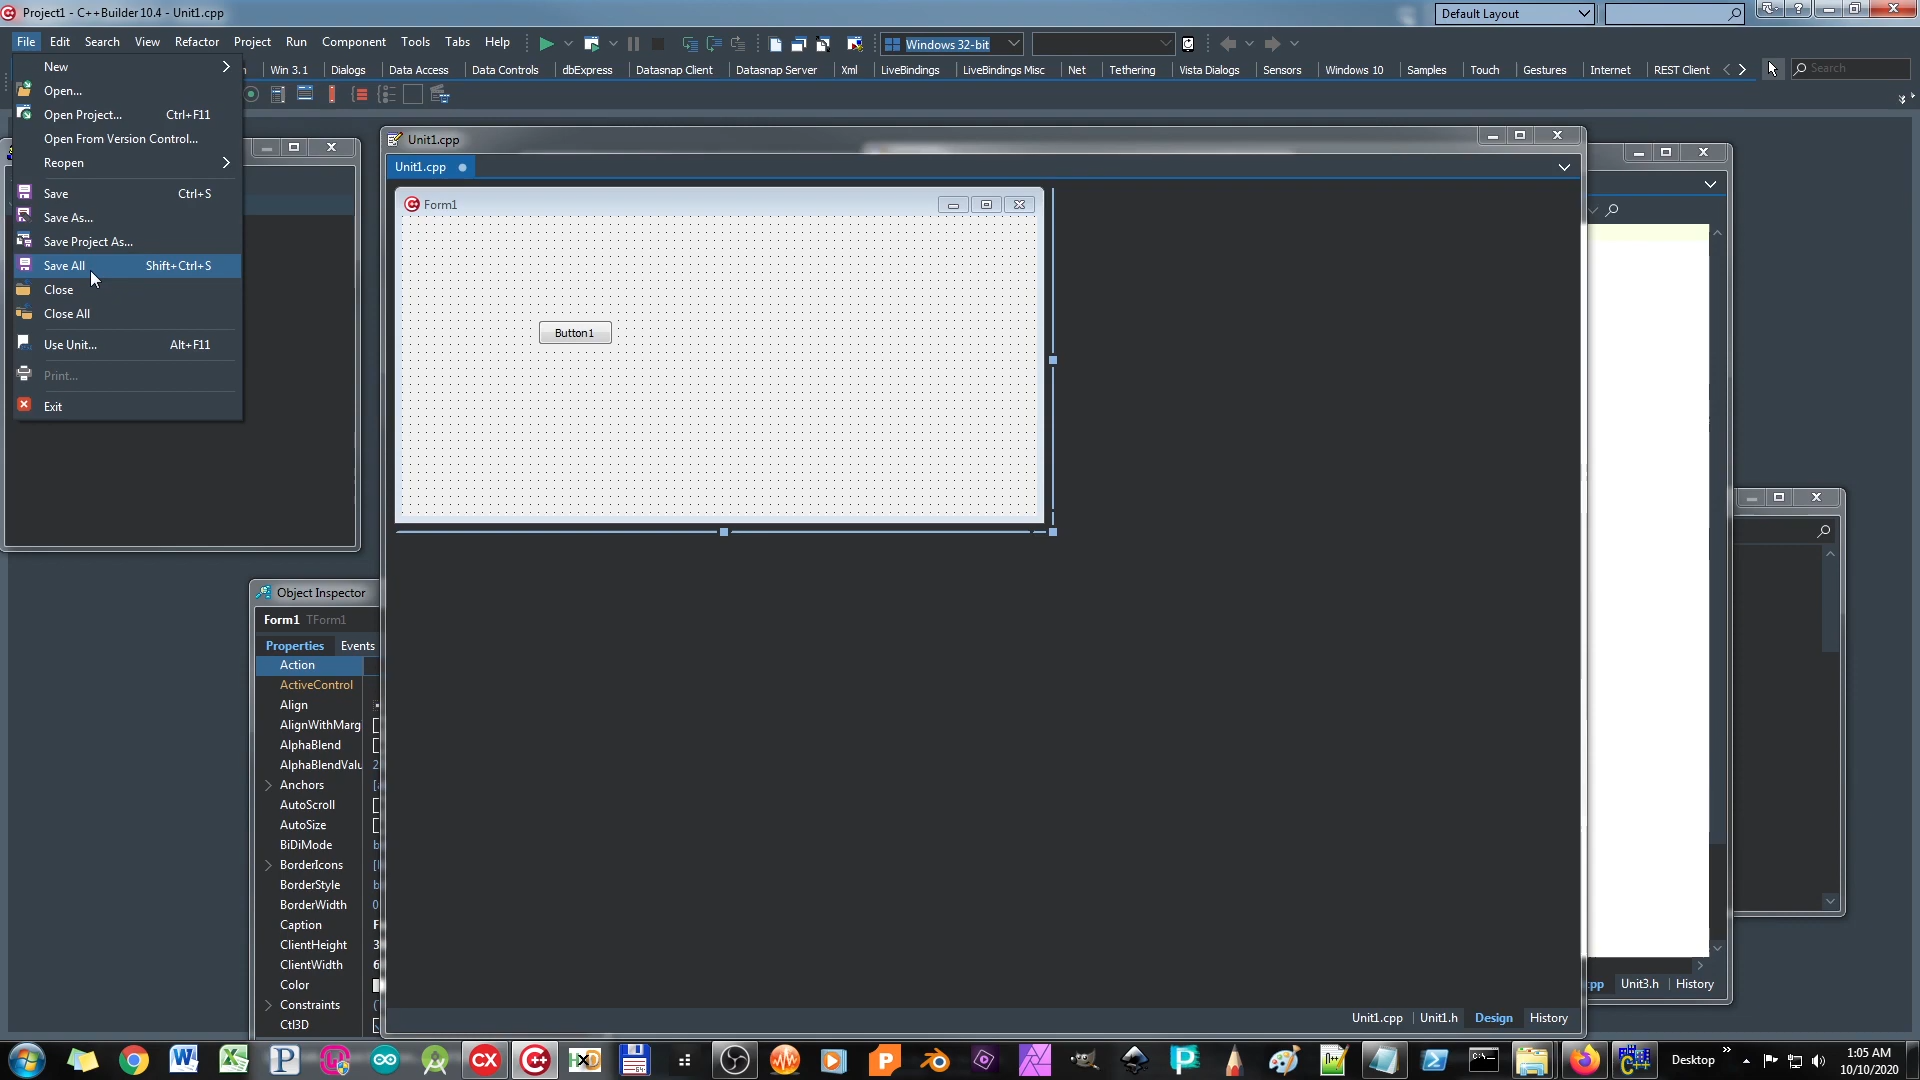 Project1 - C++Builder 10.4 - Unit1.cpp
Default Layout
File Edit Search View Refactor Project Run Component Tools Tabs Help
Windows 32-bit
Win 3.1 Dialogs Data Access Data Controls dbExpress Datasnap Client Datasnap Server Xml LiveBindings LiveBindings Misc Net Tethering Vista Dialogs Sensors Windows 10 Samples Touch Gestures Internet REST Client
Search
New
Open...
Open Project... Ctrl+F11
Open From Version Control...
Reopen
Save Ctrl+S
Save As...
Save Project As...
Save All Shift+Ctrl+S
Close
Close All
Use Unit... Alt+F11
Print...
Exit
Unit1.cpp
Unit1.cpp
Form1
Button1
Object Inspector
Form1 TForm1
Properties Events
Action
ActiveControl
Align
AlignWithMarg
AlphaBlend
AlphaBlendValu 2
Anchors
AutoScroll
AutoSize
BiDiMode
BorderIcons
BorderStyle
BorderWidth 0
Caption F
ClientHeight 3
ClientWidth 6
Color
Constraints
Ctl3D
cpp Unit3.h History
Unit1.cpp Unit1.h Design History
Desktop
1:05 AM
10/10/2020